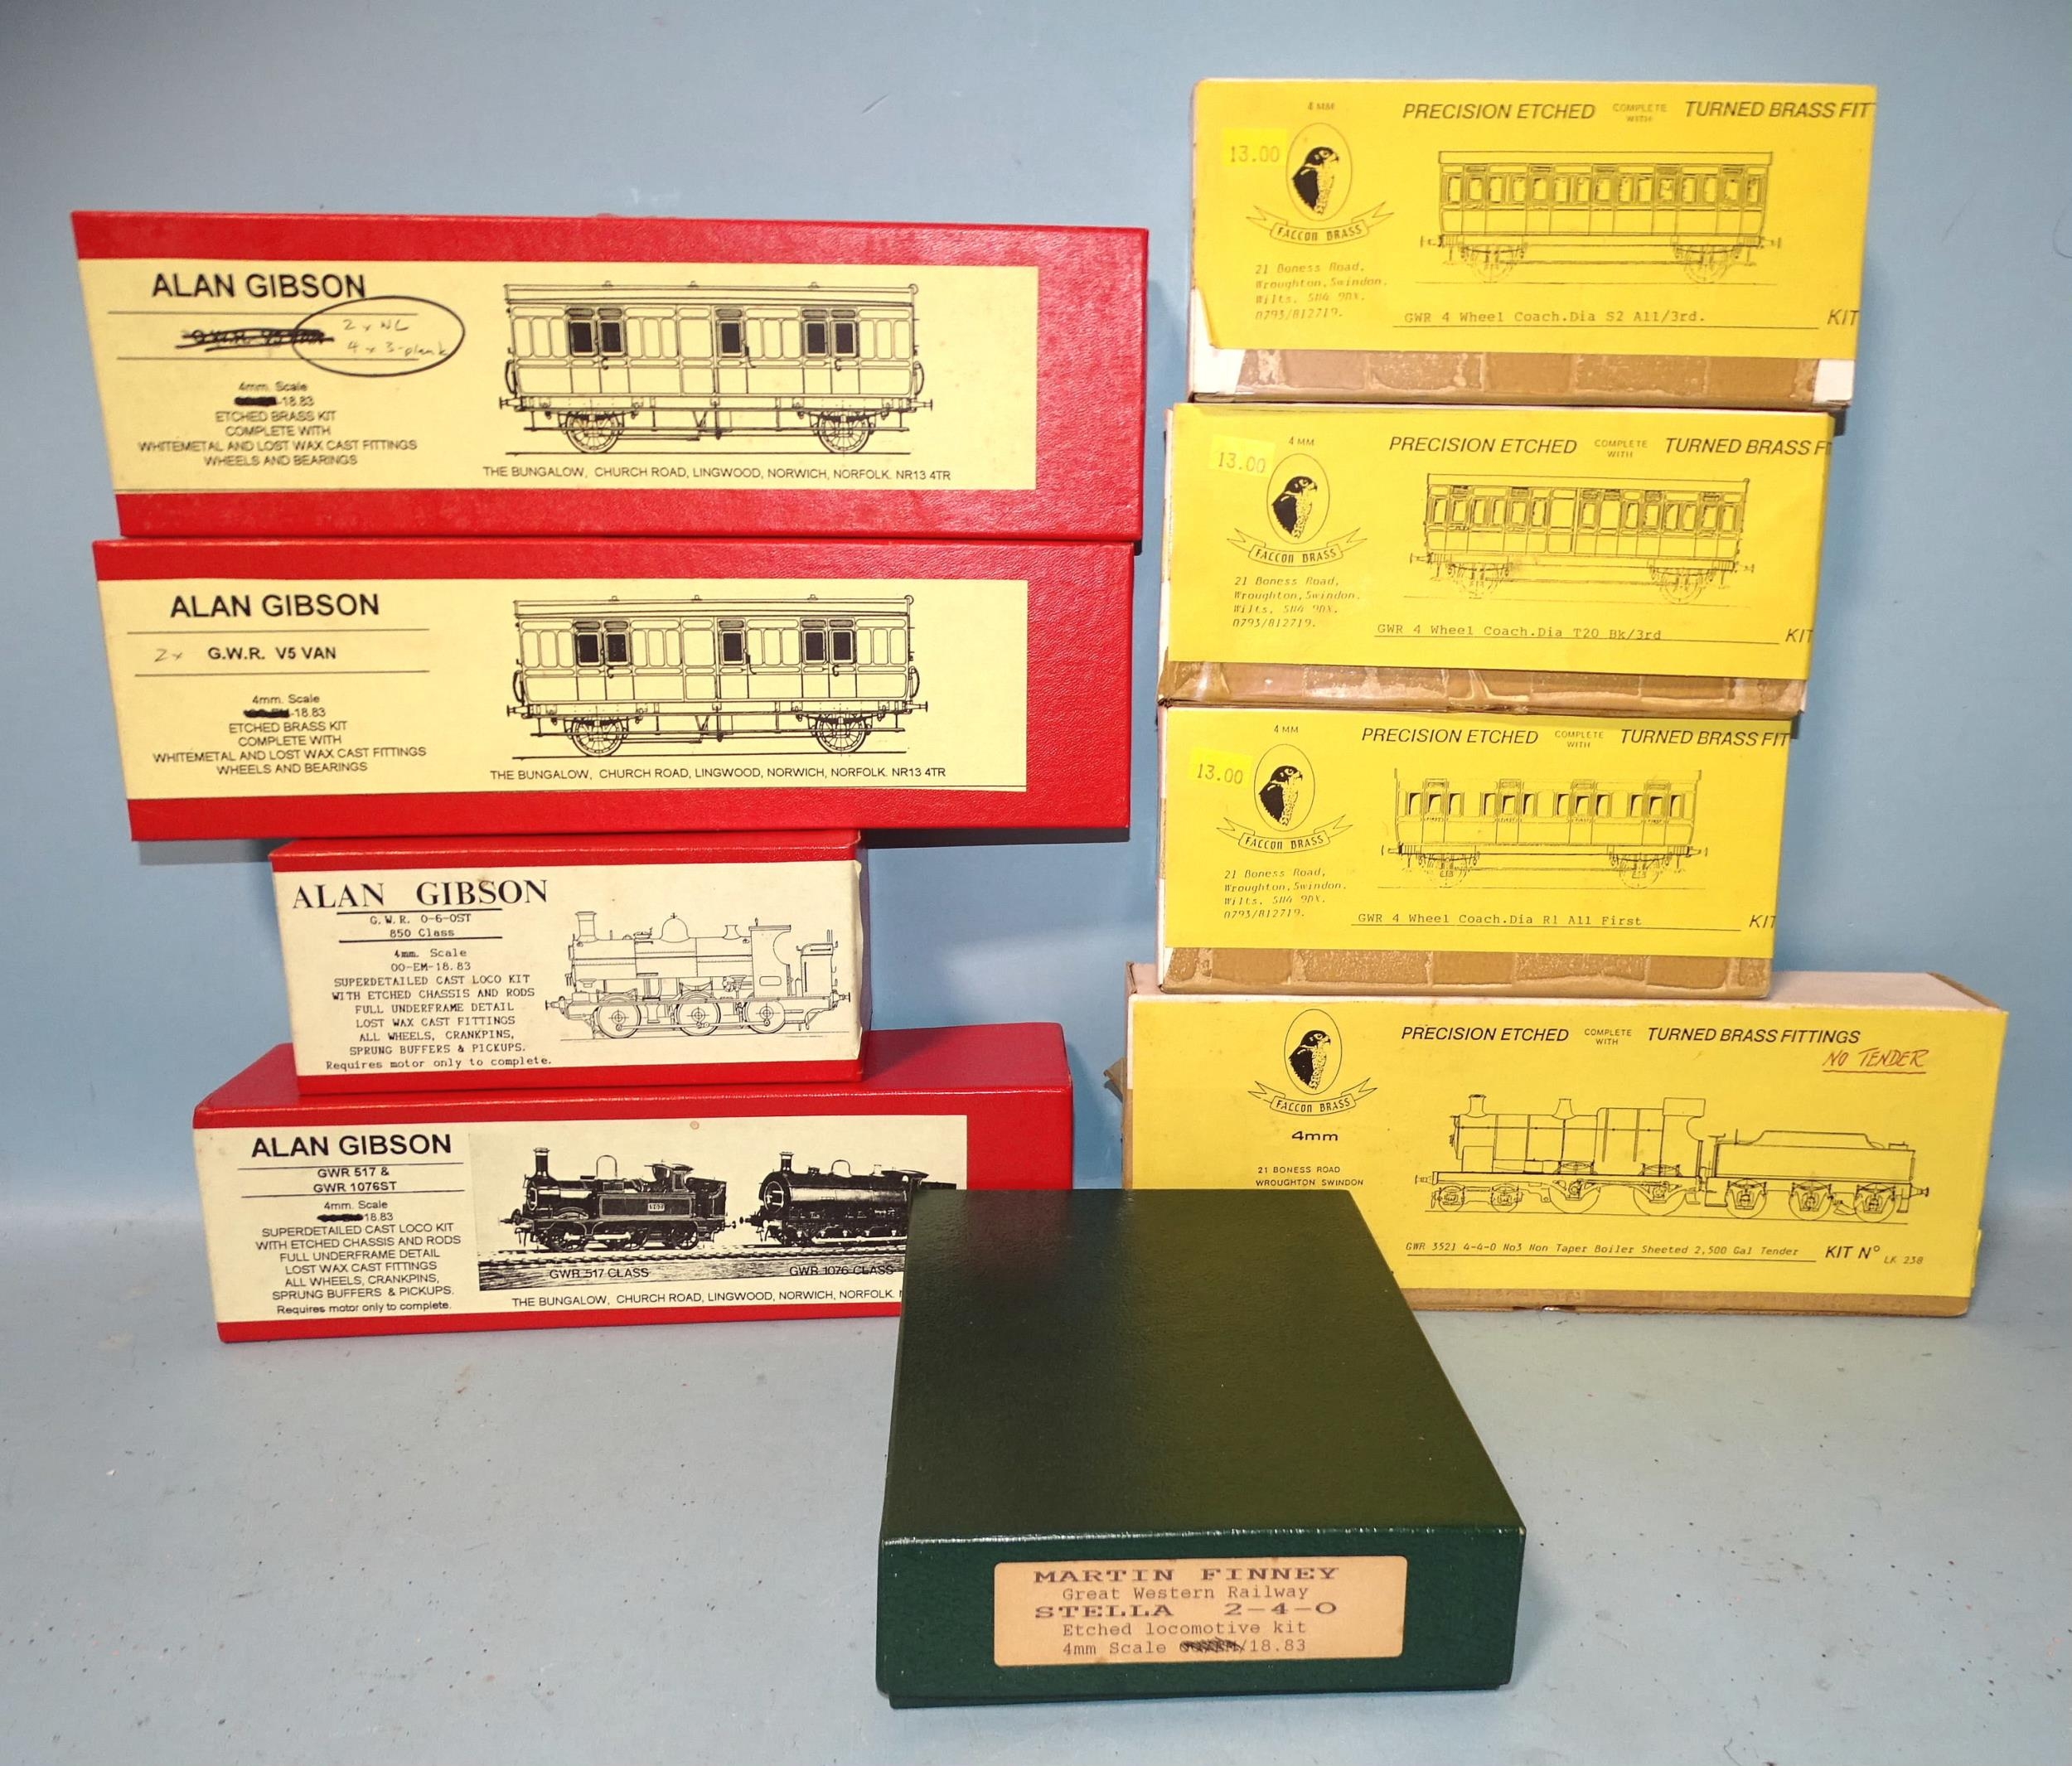 ALAN GIBSON
2 x NC
4 x 3-plank
4mm. Scale
-18.83
ETCHED BRASS KIT
COMPLETE WITH
WHITEMETAL AND LOST WAX CAST FITTINGS
WHEELS AND BEARINGS
THE BUNGALOW, CHURCH ROAD, LINGWOOD, NORWICH, NORFOLK. NR13 4TR
ALAN GIBSON
2x G.W.R. V5 VAN
4mm. Scale
-18.83
ETCHED BRASS KIT
COMPLETE WITH
WHITEMETAL AND LOST WAX CAST FITTINGS
WHEELS AND BEARINGS
THE BUNGALOW, CHURCH ROAD, LINGWOOD, NORWICH, NORFOLK. NR13 4TR
ALAN GIBSON
G.W.R. 0-6-0ST
850 Class
4mm. Scale
OO-EM-18.83
SUPERDETAILED CAST LOCO KIT
WITH ETCHED CHASSIS AND RODS
FULL UNDERFRAME DETAIL
LOST WAX CAST FITTINGS
ALL WHEELS, CRANKPINS,
SPRUNG BUFFERS & PICKUPS.
Requires motor only to complete.
ALAN GIBSON
GWR 517 &
GWR 1076ST
4mm. Scale
18.83
SUPERDETAILED CAST LOCO KIT
WITH ETCHED CHASSIS AND RODS
FULL UNDERFRAME DETAIL
LOST WAX CAST FITTINGS
ALL WHEELS, CRANKPINS,
SPRUNG BUFFERS & PICKUPS.
Requires motor only to complete.
GWR 517 CLASS
GWR 1076 CLASS
THE BUNGALOW, CHURCH ROAD, LINGWOOD, NORWICH, NORFOLK.
4 MM
PRECISION ETCHED COMPLETE WITH TURNED BRASS FIT
13.00
FALCON BRASS
21 Boness Road,
Wroughton, Swindon.
Wilts. SN4 9DX.
0793/812719.
GWR 4 Wheel Coach.Dia S2 All/3rd.
KIT
4 MM
PRECISION ETCHED COMPLETE WITH TURNED BRASS F
13.00
FALCON BRASS
21 Boness Road,
Wroughton, Swindon.
Wilts. SN4 9DX.
0793/812719.
GWR 4 Wheel Coach.Dia T20 Bk/3rd
KIT
4 MM
PRECISION ETCHED COMPLETE WITH TURNED BRASS FIT
13.00
FALCON BRASS
21 Boness Road,
Wroughton, Swindon.
Wilts. SN4 9DX.
0793/812719.
GWR 4 Wheel Coach.Dia R1 All First
KIT
PRECISION ETCHED COMPLETE WITH TURNED BRASS FITTINGS
NO TENDER
FALCON BRASS
4mm
21 BONESS ROAD
WROUGHTON SWINDON
GWR 3521 4-4-0 No3 Non Taper Boiler Sheeted 2,500 Gal Tender
KIT No LK 238
MARTIN FINNEY
Great Western Railway
STELLA 2-4-0
Etched locomotive kit
4mm Scale /18.83